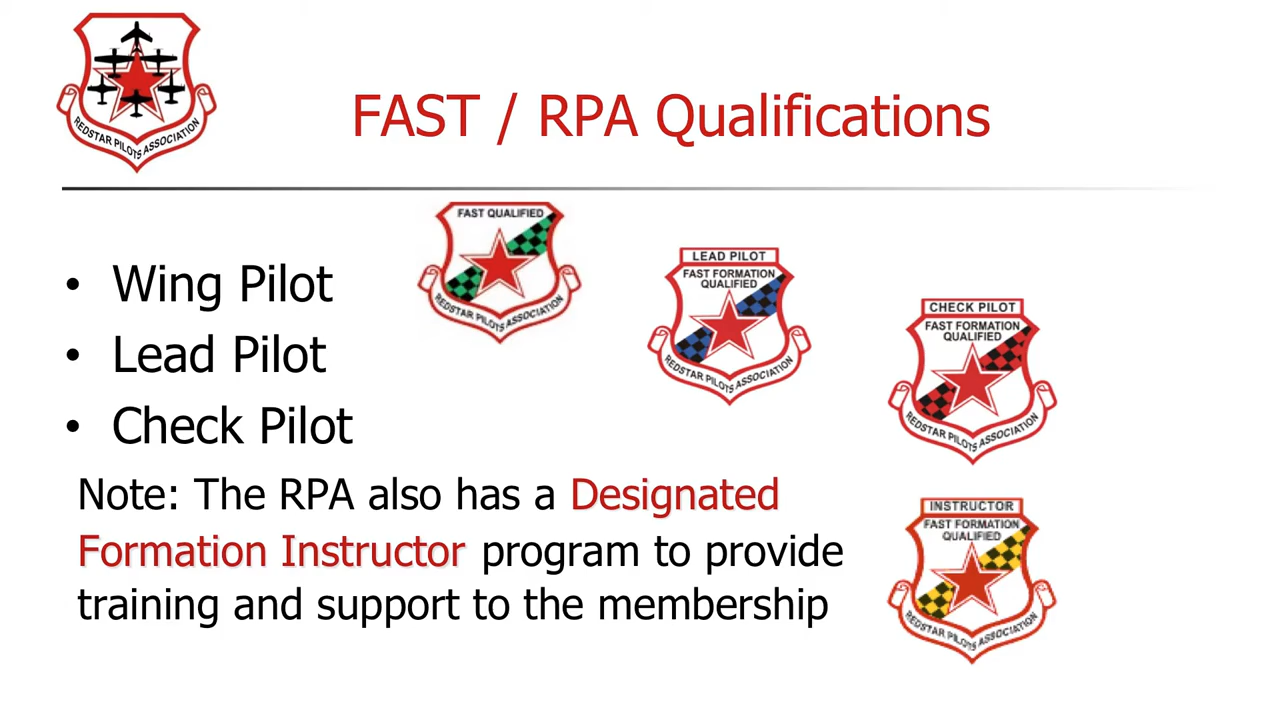 REDSTAR PILOTS ASSOCIATION
FAST / RPA Qualifications
• Wing Pilot
• Lead Pilot
• Check Pilot
Note: The RPA also has a Designated
Formation Instructor program to provide
training and support to the membership
FAST QUALIFIED
REDSTAR PILOTS ASSOCIATION
LEAD PILOT
FAST FORMATION
QUALIFIED
REDSTAR PILOTS ASSOCIATION
CHECK PILOT
FAST FORMATION
QUALIFIED
REDSTAR PILOTS ASSOCIATION
INSTRUCTOR
FAST FORMATION
QUALIFIED
REDSTAR PILOTS ASSOCIATION